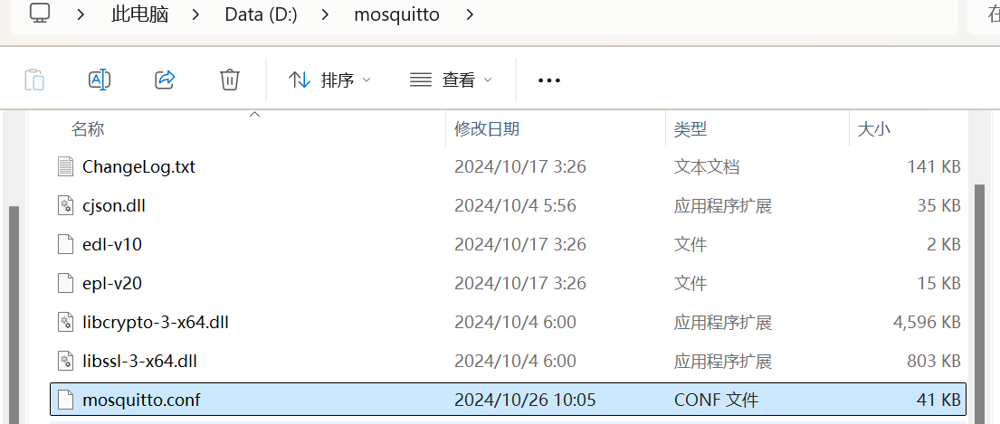 此电脑 > Data (D:) > mosquitto > 在
排序 查看
名称 修改日期 类型 大小
ChangeLog.txt 2024/10/17 3:26 文本文档 141 KB
cjson.dll 2024/10/4 5:56 应用程序扩展 35 KB
edl-v10 2024/10/17 3:26 文件 2 KB
epl-v20 2024/10/17 3:26 文件 15 KB
libcrypto-3-x64.dll 2024/10/4 6:00 应用程序扩展 4,596 KB
libssl-3-x64.dll 2024/10/4 6:00 应用程序扩展 803 KB
mosquitto.conf 2024/10/26 10:05 CONF 文件 41 KB